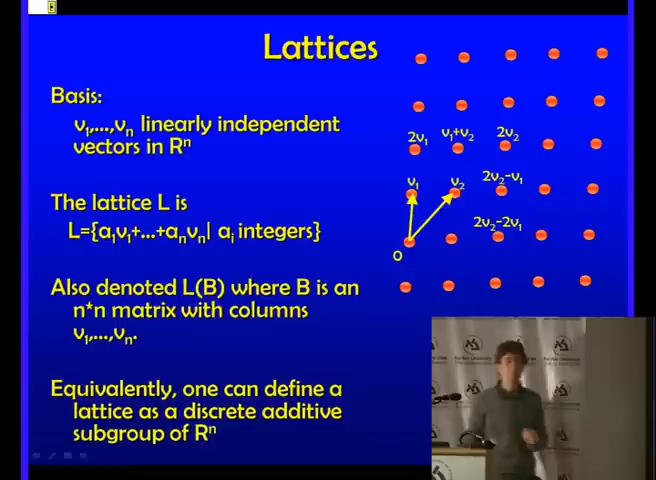 Lattices
Basis:
v₁,…,vₙ linearly independent
vectors in Rⁿ
The lattice L is
L={a₁v₁+…+aₙvₙ| aᵢ integers}
Also denoted L(B) where B is an
n*n matrix with columns
v₁,…,vₙ.
Equivalently, one can define a
lattice as a discrete additive
subgroup of Rⁿ
2v₁
v₁+v₂
2v₂
v₁
v₂
2v₂-v₁
2v₂-2v₁
0